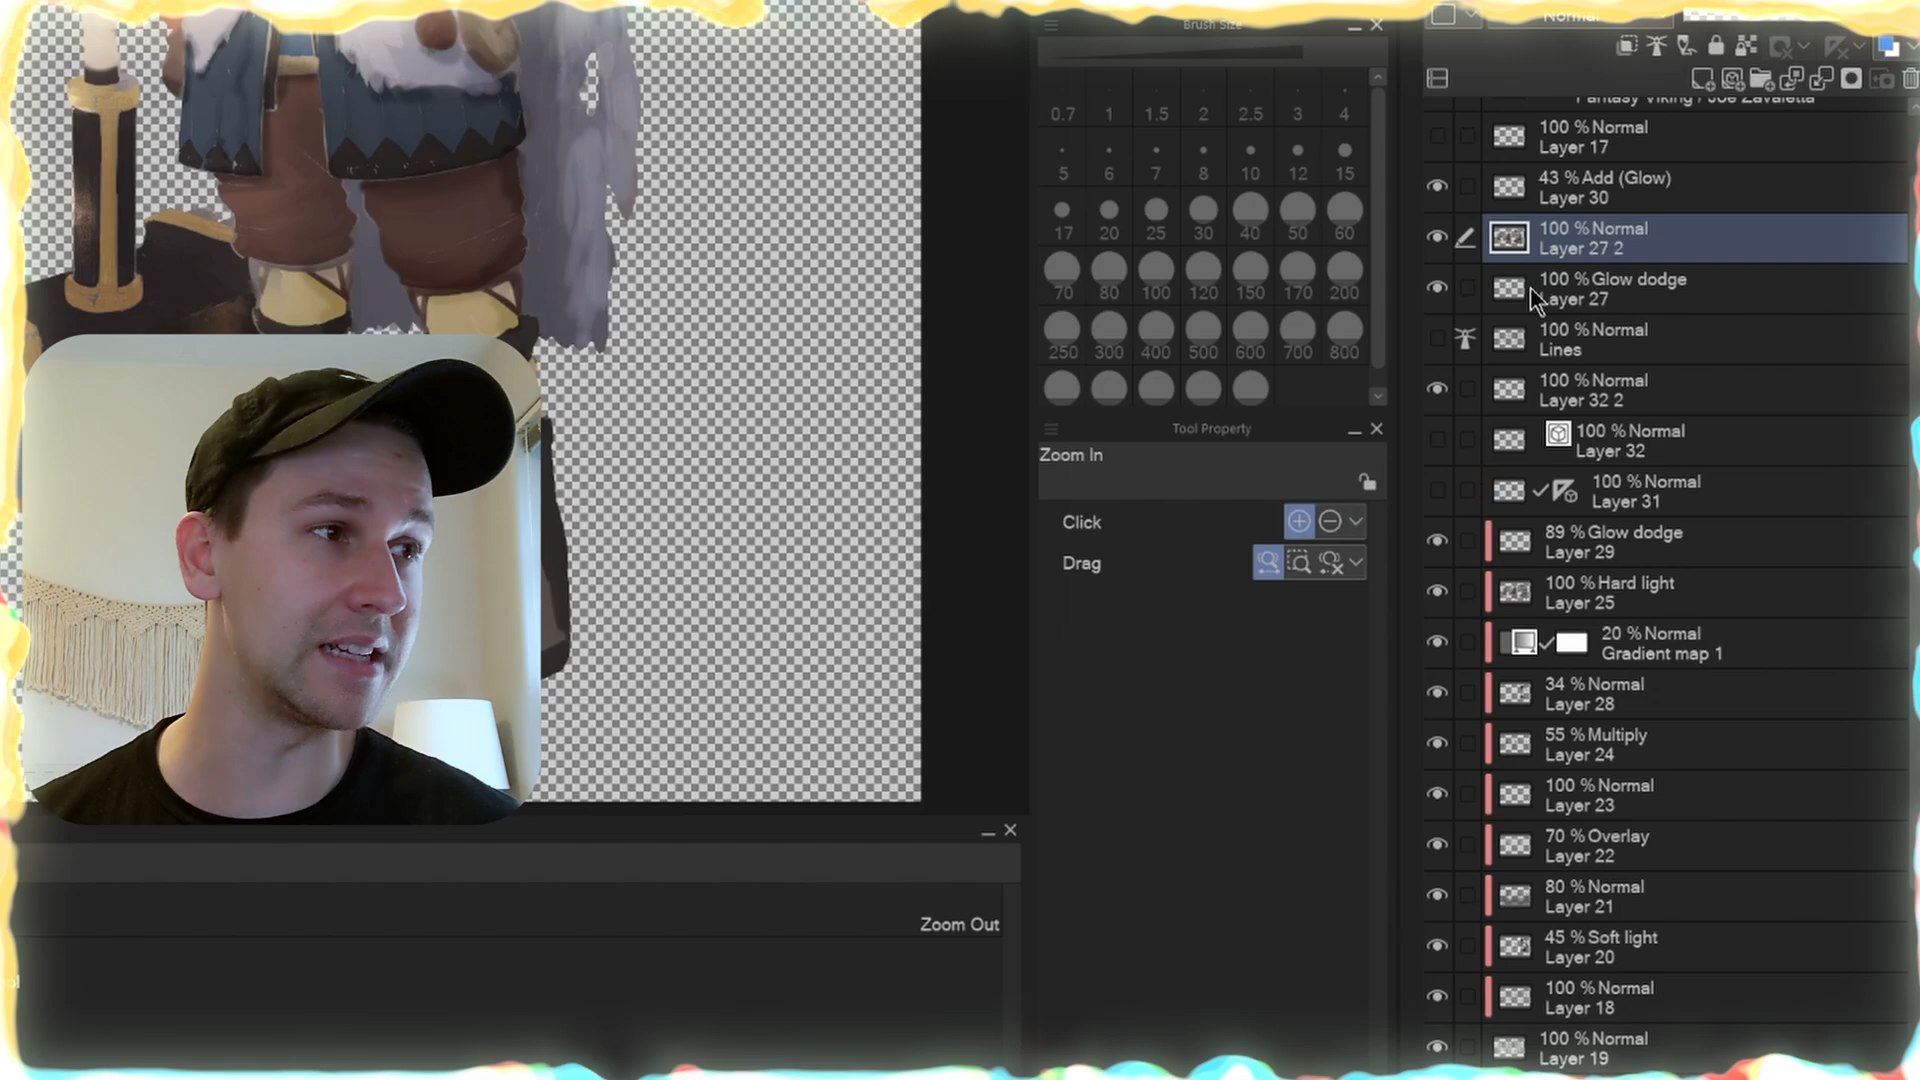 Brush Size
Normal
Fantasy Viking / Joe Zavaletta
0.7 1 1.5 2 2.5 3 4
5 6 7 8 10 12 15
17 20 25 30 40 50 60
70 80 100 120 150 170 200
250 300 400 500 600 700 800
Tool Property
Zoom In
Click
Drag
Zoom Out
100 % Normal
Layer 17
43 % Add (Glow)
Layer 30
100 % Normal
Layer 27 2
100 % Glow dodge
Layer 27
100 % Normal
Lines
100 % Normal
Layer 32 2
100 % Normal
Layer 32
100 % Normal
Layer 31
89 % Glow dodge
Layer 29
100 % Hard light
Layer 25
20 % Normal
Gradient map 1
34 % Normal
Layer 28
55 % Multiply
Layer 24
100 % Normal
Layer 23
70 % Overlay
Layer 22
80 % Normal
Layer 21
45 % Soft light
Layer 20
100 % Normal
Layer 18
100 % Normal
Layer 19